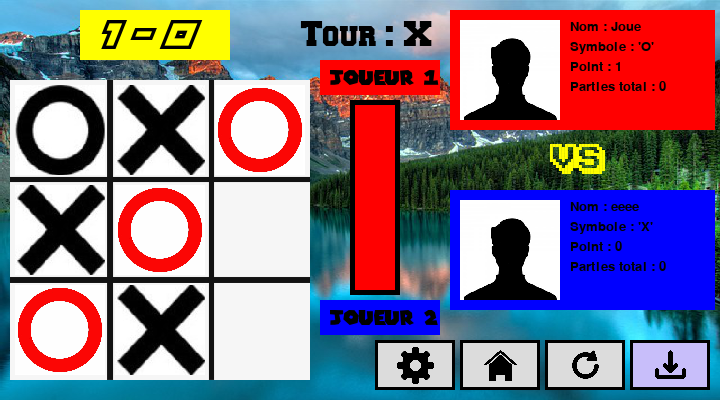 1-0
Tour : X
Nom : Joue
Symbole : 'O'
Point : 1
Parties total : 0
JOUEUR 1
VS
Nom : eeee
Symbole : 'X'
Point : 0
Parties total : 0
JOUEUR 2